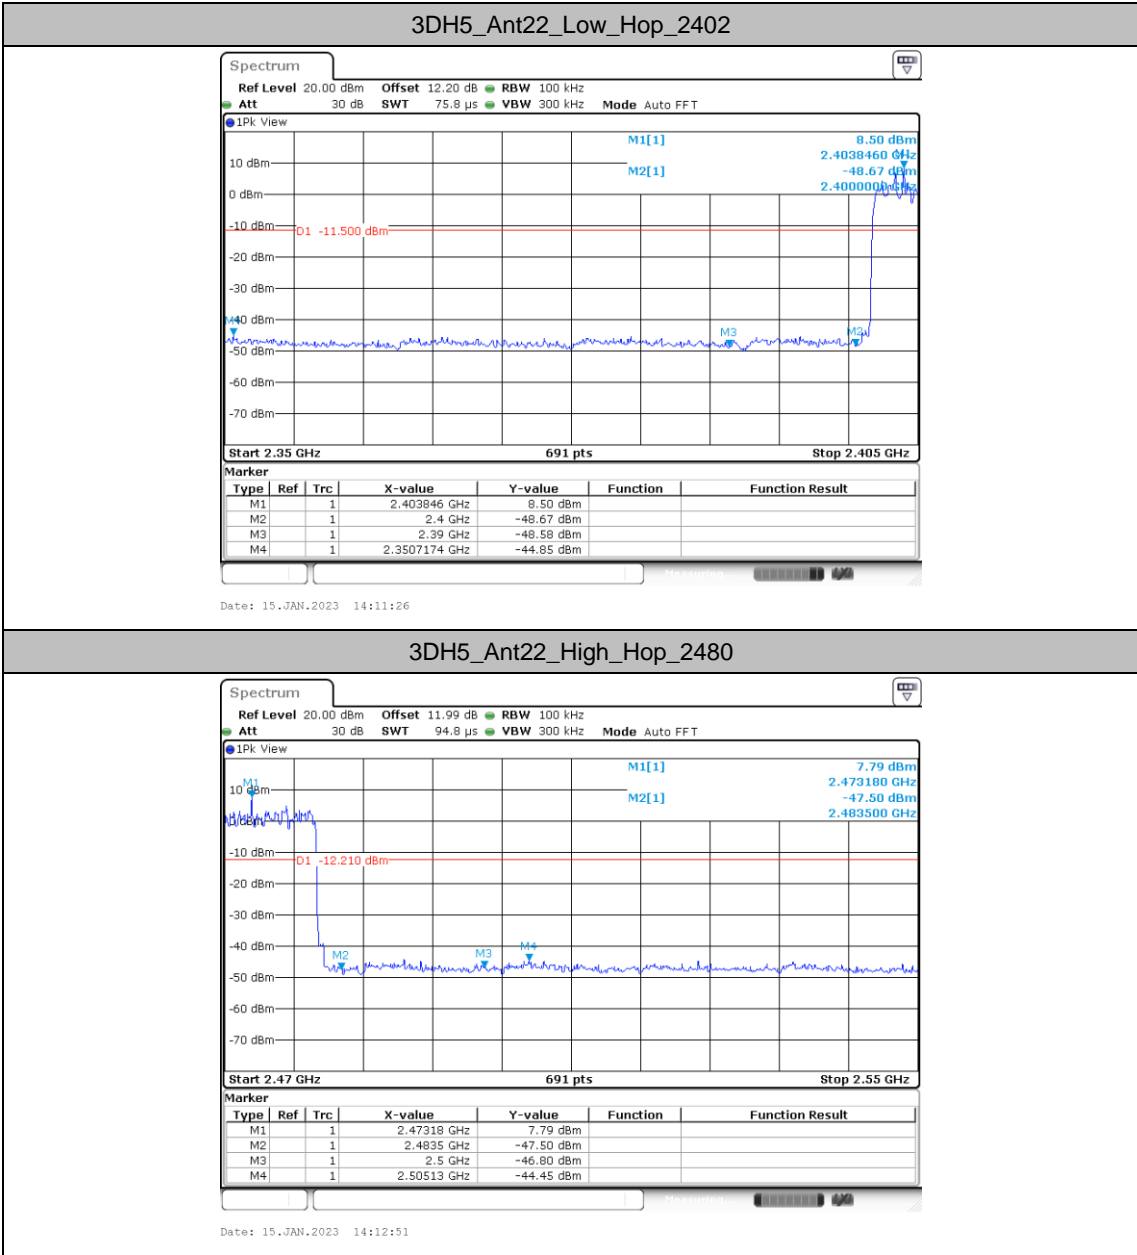 3DH5_Ant22_Low_Hop_2402
Spectrum
Ref Level 20.00 dBm Offset 12.20 dB RBW 100 kHz
Att 30 dB SWT 75.8 µs VBW 300 kHz Mode Auto FFT
1Pk View
M1[1] 8.50 dBm
2.4038460 GHz
M2[1] -48.67 dBm
2.4000000 GHz
M1
10 dBm
0 dBm
-10 dBm
D1 -11.500 dBm
-20 dBm
-30 dBm
-40 dBm
M4
M3
M2
-50 dBm
-60 dBm
-70 dBm
Start 2.35 GHz 691 pts Stop 2.405 GHz
Marker
Type Ref Trc X-value Y-value Function Function Result
M1 1 2.403846 GHz 8.50 dBm
M2 1 2.4 GHz -48.67 dBm
M3 1 2.39 GHz -48.58 dBm
M4 1 2.3507174 GHz -44.85 dBm
Measuring...
Date: 15.JAN.2023 14:11:26
3DH5_Ant22_High_Hop_2480
Spectrum
Ref Level 20.00 dBm Offset 11.99 dB RBW 100 kHz
Att 30 dB SWT 94.8 µs VBW 300 kHz Mode Auto FFT
1Pk View
M1[1] 7.79 dBm
2.473180 GHz
M2[1] -47.50 dBm
2.483500 GHz
M1
10 dBm
0 dBm
-10 dBm
D1 -12.210 dBm
-20 dBm
-30 dBm
-40 dBm
M2
M3
M4
-50 dBm
-60 dBm
-70 dBm
Start 2.47 GHz 691 pts Stop 2.55 GHz
Marker
Type Ref Trc X-value Y-value Function Function Result
M1 1 2.47318 GHz 7.79 dBm
M2 1 2.4835 GHz -47.50 dBm
M3 1 2.5 GHz -46.80 dBm
M4 1 2.50513 GHz -44.45 dBm
Measuring...
Date: 15.JAN.2023 14:12:51